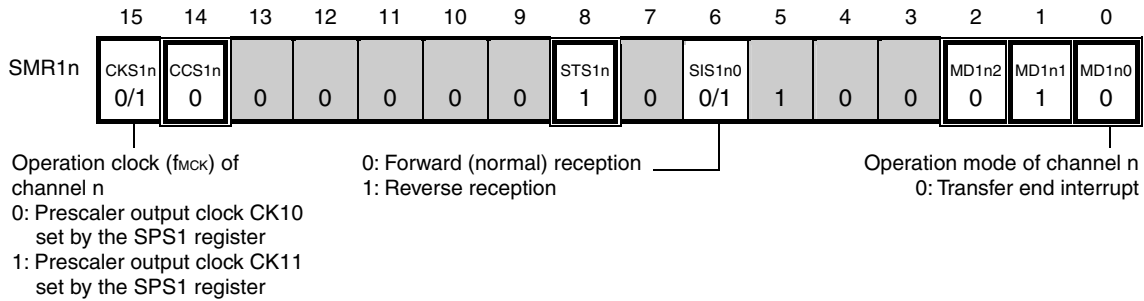 15 14 13 12 11 10 9 8 7 6 5 4 3 2 1 0
SMR1n CKS1n CCS1n STS1n SIS1n0 MD1n2 MD1n1 MD1n0
0/1 0 0 0 0 0 0 1 0 0/1 1 0 0 0 1 0
Operation clock (fMCK) of
channel n
0: Prescaler output clock CK10
set by the SPS1 register
1: Prescaler output clock CK11
set by the SPS1 register
0: Forward (normal) reception
1: Reverse reception
Operation mode of channel n
0: Transfer end interrupt